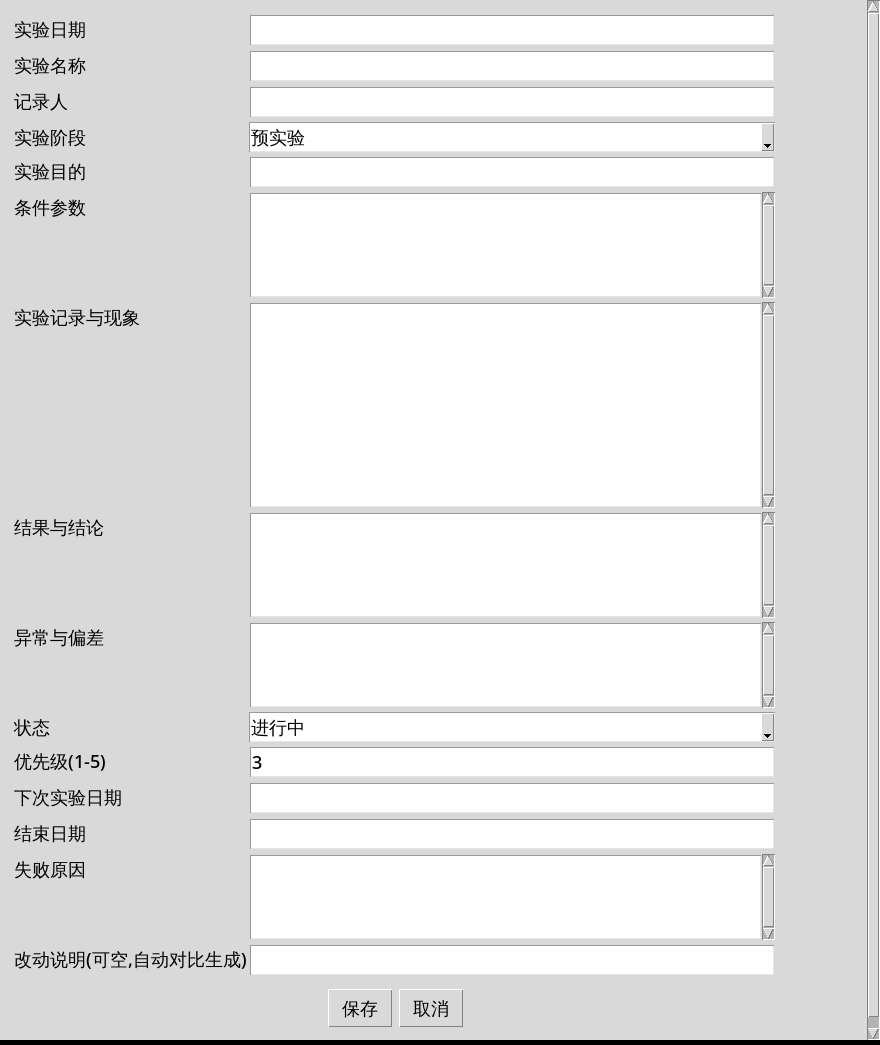 实验日期
实验名称
记录人
实验阶段 预实验
实验目的
条件参数
实验记录与现象
结果与结论
异常与偏差
状态 进行中
优先级(1-5) 3
下次实验日期
结束日期
失败原因
改动说明(可空,自动对比生成)
保存 取消